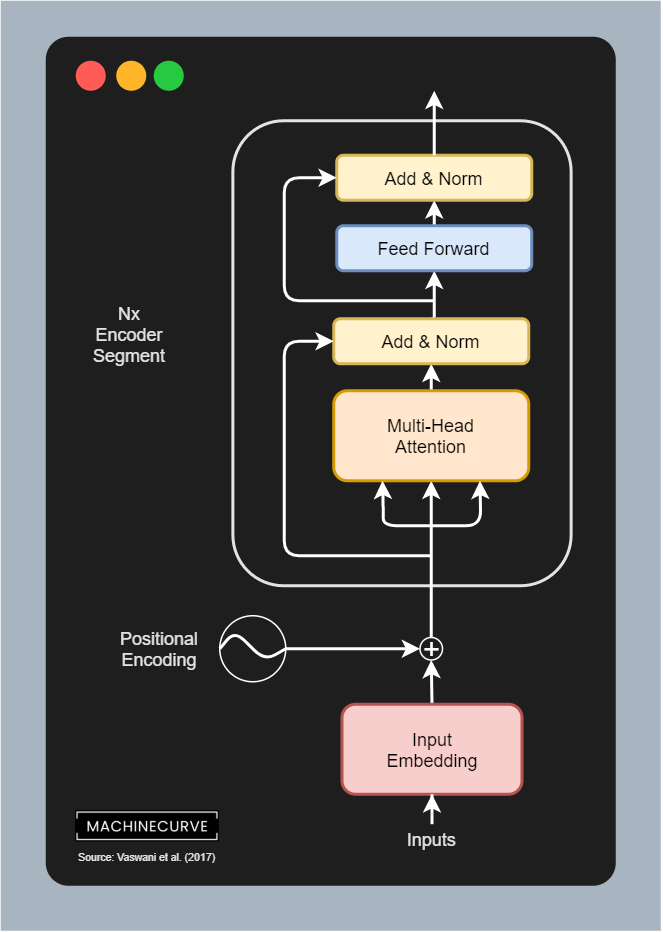 Add & Norm
Feed Forward
Nx
Encoder
Segment
Add & Norm
Multi-Head
Attention
Positional
Encoding
Input
Embedding
Inputs
MACHINECURVE
Source: Vaswani et al. (2017)